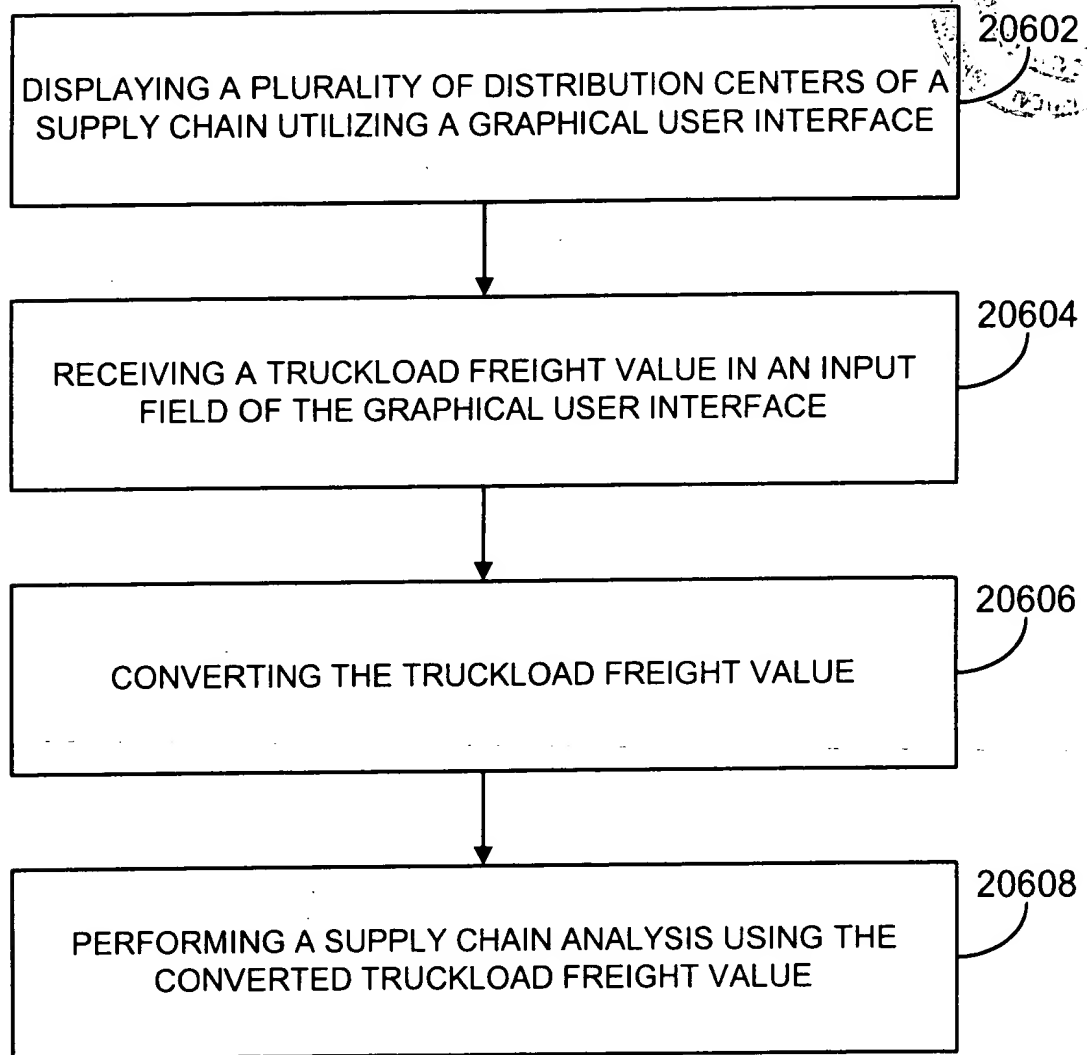 20602
DISPLAYING A PLURALITY OF DISTRIBUTION CENTERS OF A
SUPPLY CHAIN UTILIZING A GRAPHICAL USER INTERFACE
20604
RECEIVING A TRUCKLOAD FREIGHT VALUE IN AN INPUT
FIELD OF THE GRAPHICAL USER INTERFACE
20606
CONVERTING THE TRUCKLOAD FREIGHT VALUE
20608
PERFORMING A SUPPLY CHAIN ANALYSIS USING THE
CONVERTED TRUCKLOAD FREIGHT VALUE